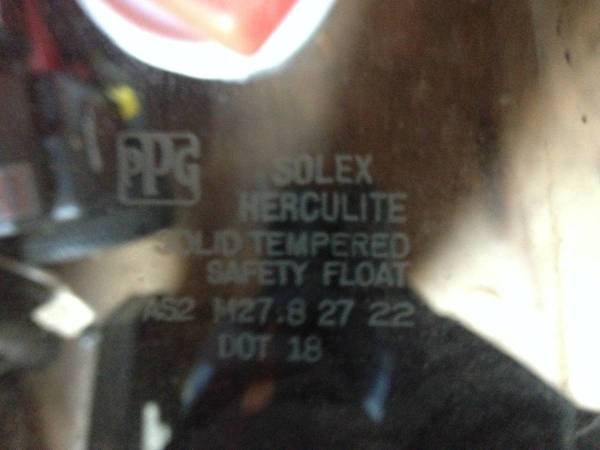 PPG
SOLEX
HERCULITE
SOLID TEMPERED
SAFETY FLOAT
AS2 M27.8 27 22
DOT 18